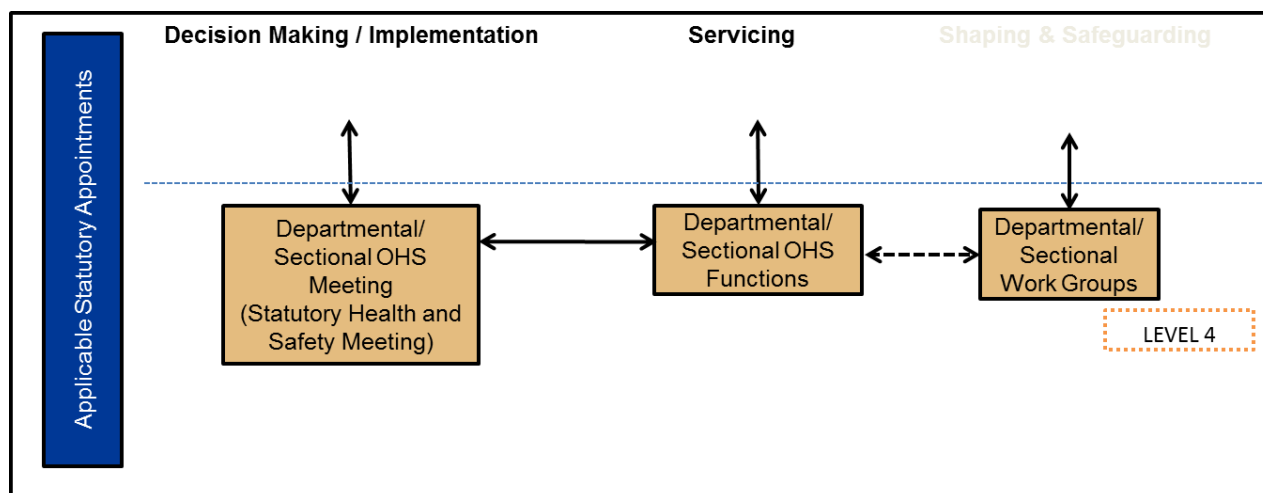 Applicable Statutory Appointments
Decision Making / Implementation
Servicing
Shaping & Safeguarding
Departmental/
Sectional OHS
Meeting
(Statutory Health and
Safety Meeting)
Departmental/
Sectional OHS
Functions
Departmental/
Sectional
Work Groups
LEVEL 4